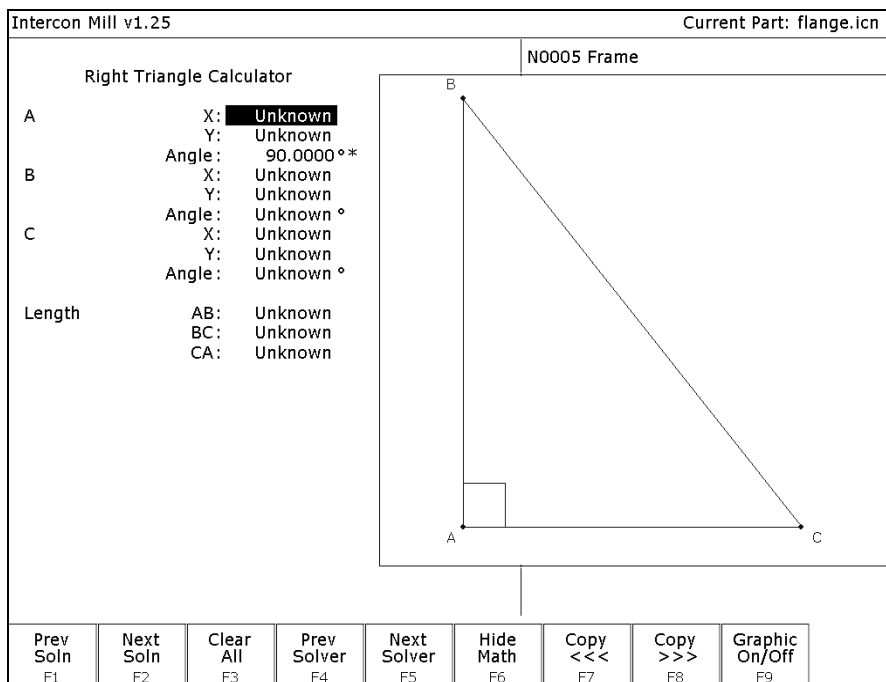 Intercon Mill v1.25
Current Part: flange.icn
N0005 Frame
Right Triangle Calculator
A X: Unknown
Y: Unknown
Angle: 90.0000°*
B X: Unknown
Y: Unknown
Angle: Unknown °
C X: Unknown
Y: Unknown
Angle: Unknown °
Length AB: Unknown
BC: Unknown
CA: Unknown
B
A
C
Prev Soln F1
Next Soln F2
Clear All F3
Prev Solver F4
Next Solver F5
Hide Math F6
Copy <<< F7
Copy >>> F8
Graphic On/Off F9